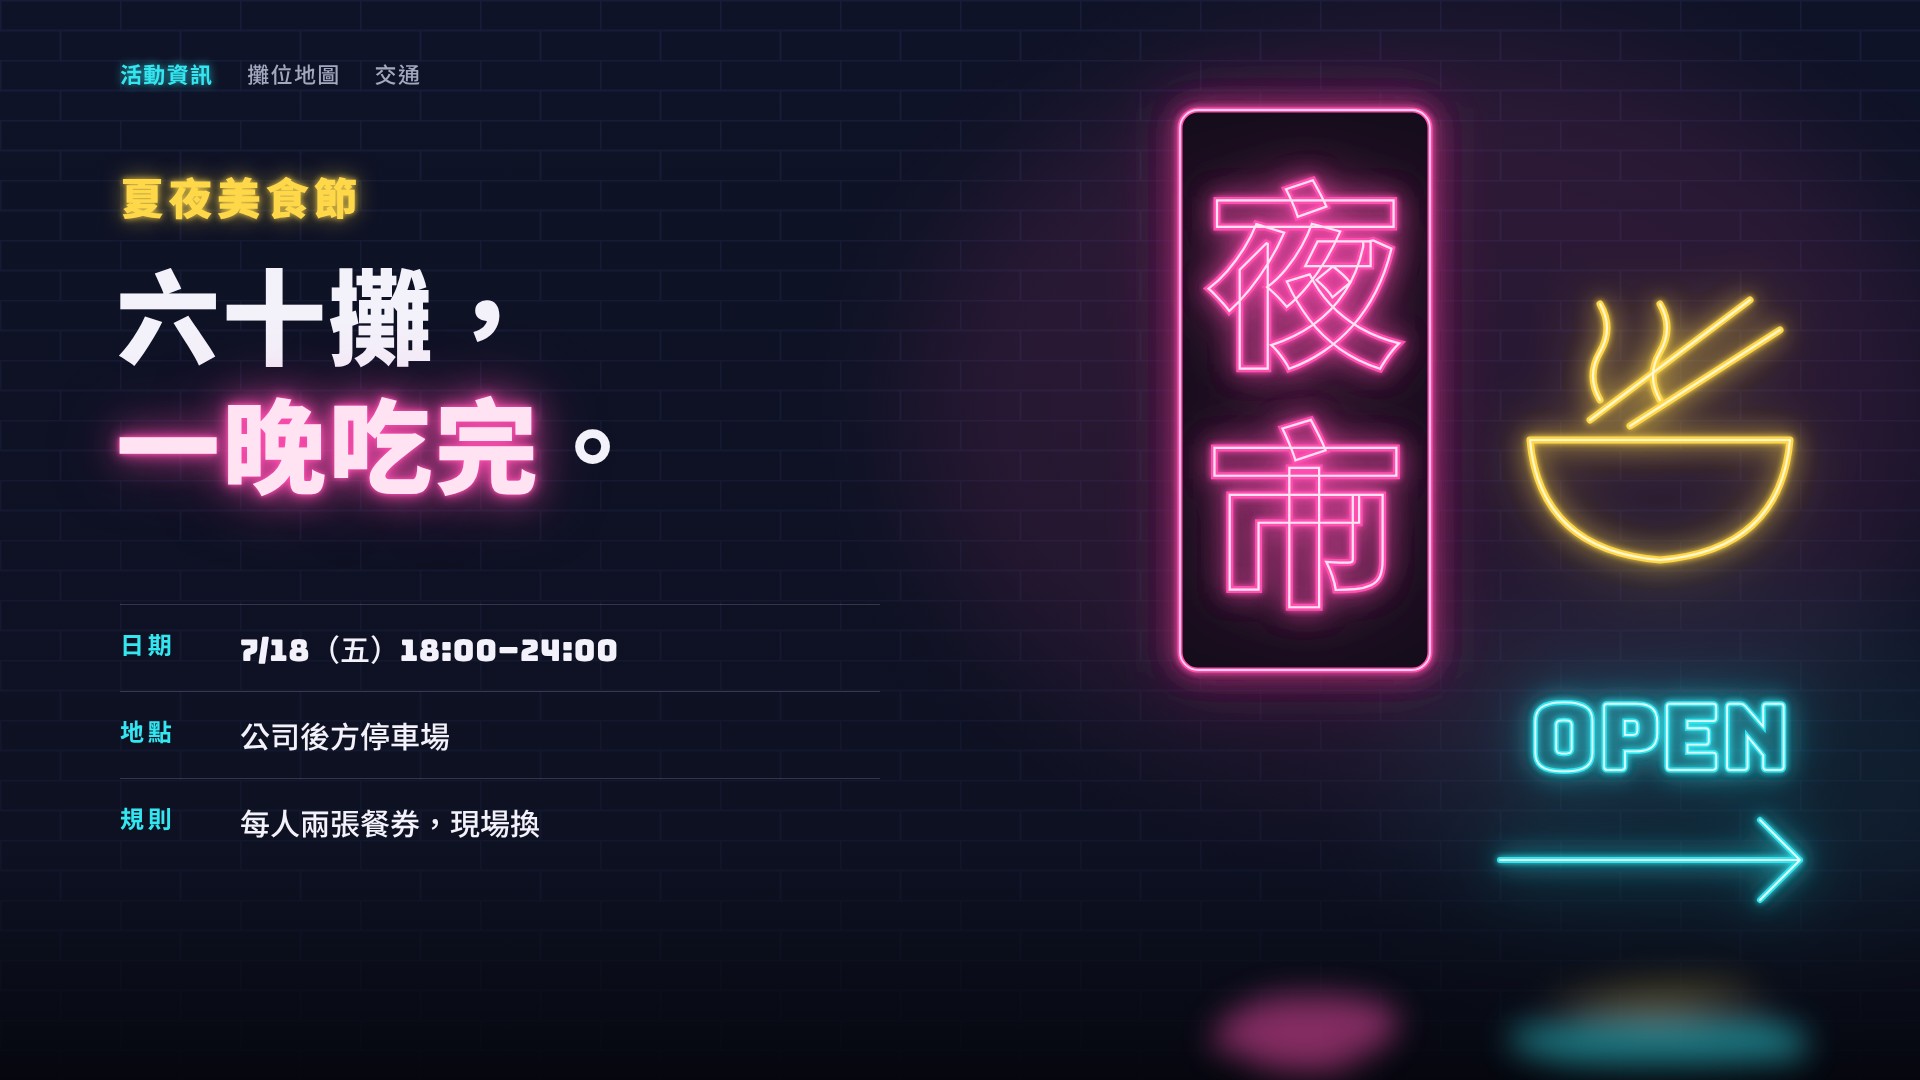 活動資訊 攤位地圖 交通
夏夜美食節
六十攤，
一晚吃完。
日期 7/18（五）18:00–24:00
地點 公司後方停車場
規則 每人兩張餐券，現場換
夜
市
OPEN